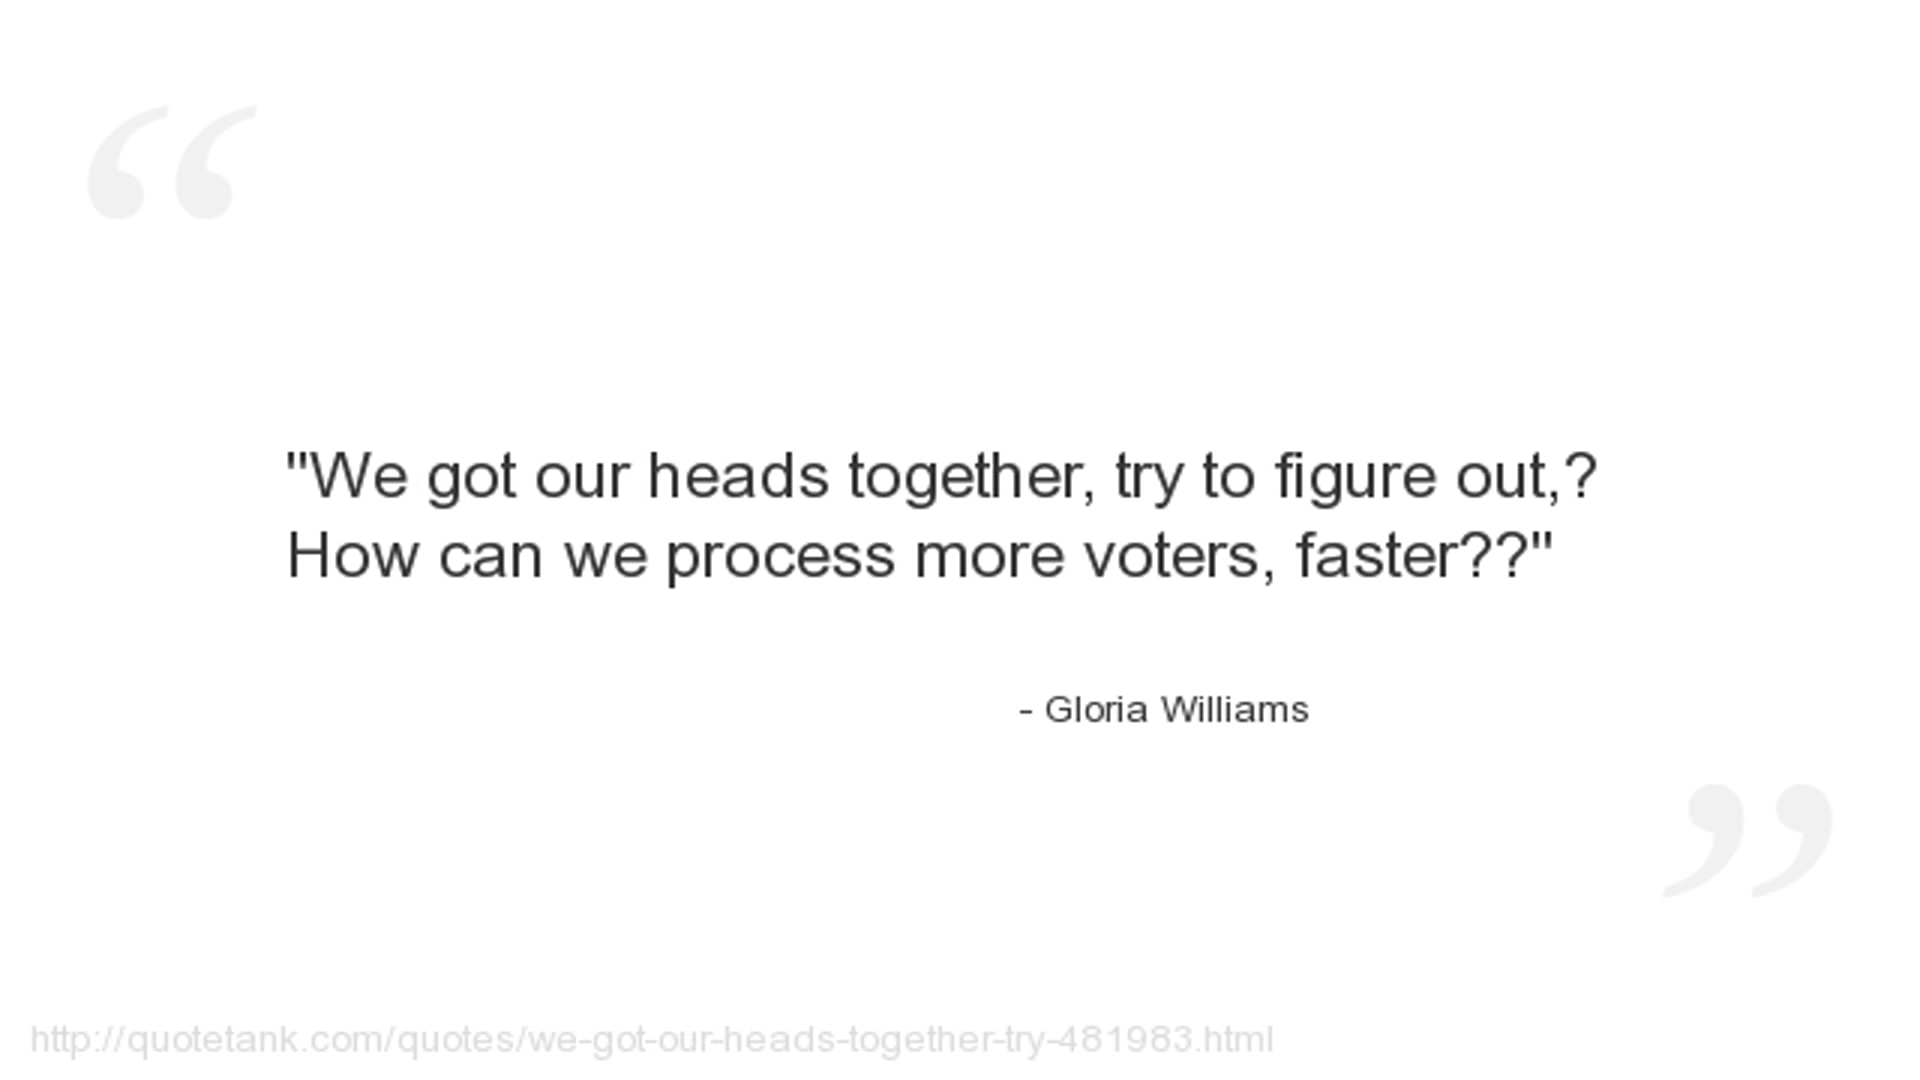 "We got our heads together, try to figure out,?
How can we process more voters, faster??"
- Gloria Williams
http://quotetank.com/quotes/we-got-our-heads-together-try-481983.html